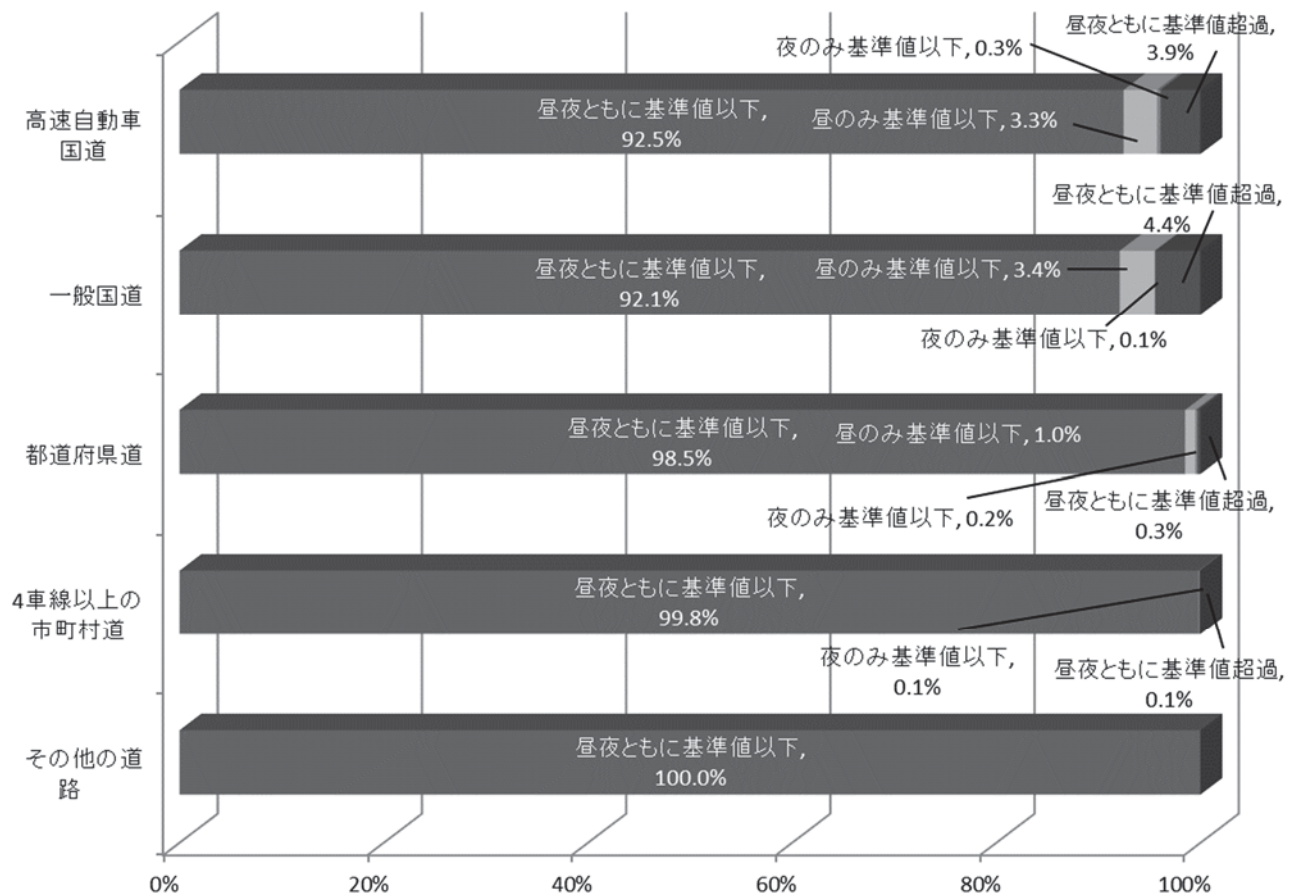 昼夜ともに基準値超過,
3.9%
夜のみ基準値以下, 0.3%
高速自動車
国道
昼夜ともに基準値以下,
92.5%
昼のみ基準値以下, 3.3%
昼夜ともに基準値超過,
4.4%
一般国道
昼夜ともに基準値以下,
92.1%
昼のみ基準値以下, 3.4%
夜のみ基準値以下, 0.1%
都道府県道
昼夜ともに基準値以下,
98.5%
昼のみ基準値以下, 1.0%
夜のみ基準値以下, 0.2%
昼夜ともに基準値超過,
0.3%
4車線以上の
市町村道
昼夜ともに基準値以下,
99.8%
夜のみ基準値以下,
0.1%
昼夜ともに基準値超過,
0.1%
その他の道
路
昼夜ともに基準値以下,
100.0%
0%
20%
40%
60%
80%
100%